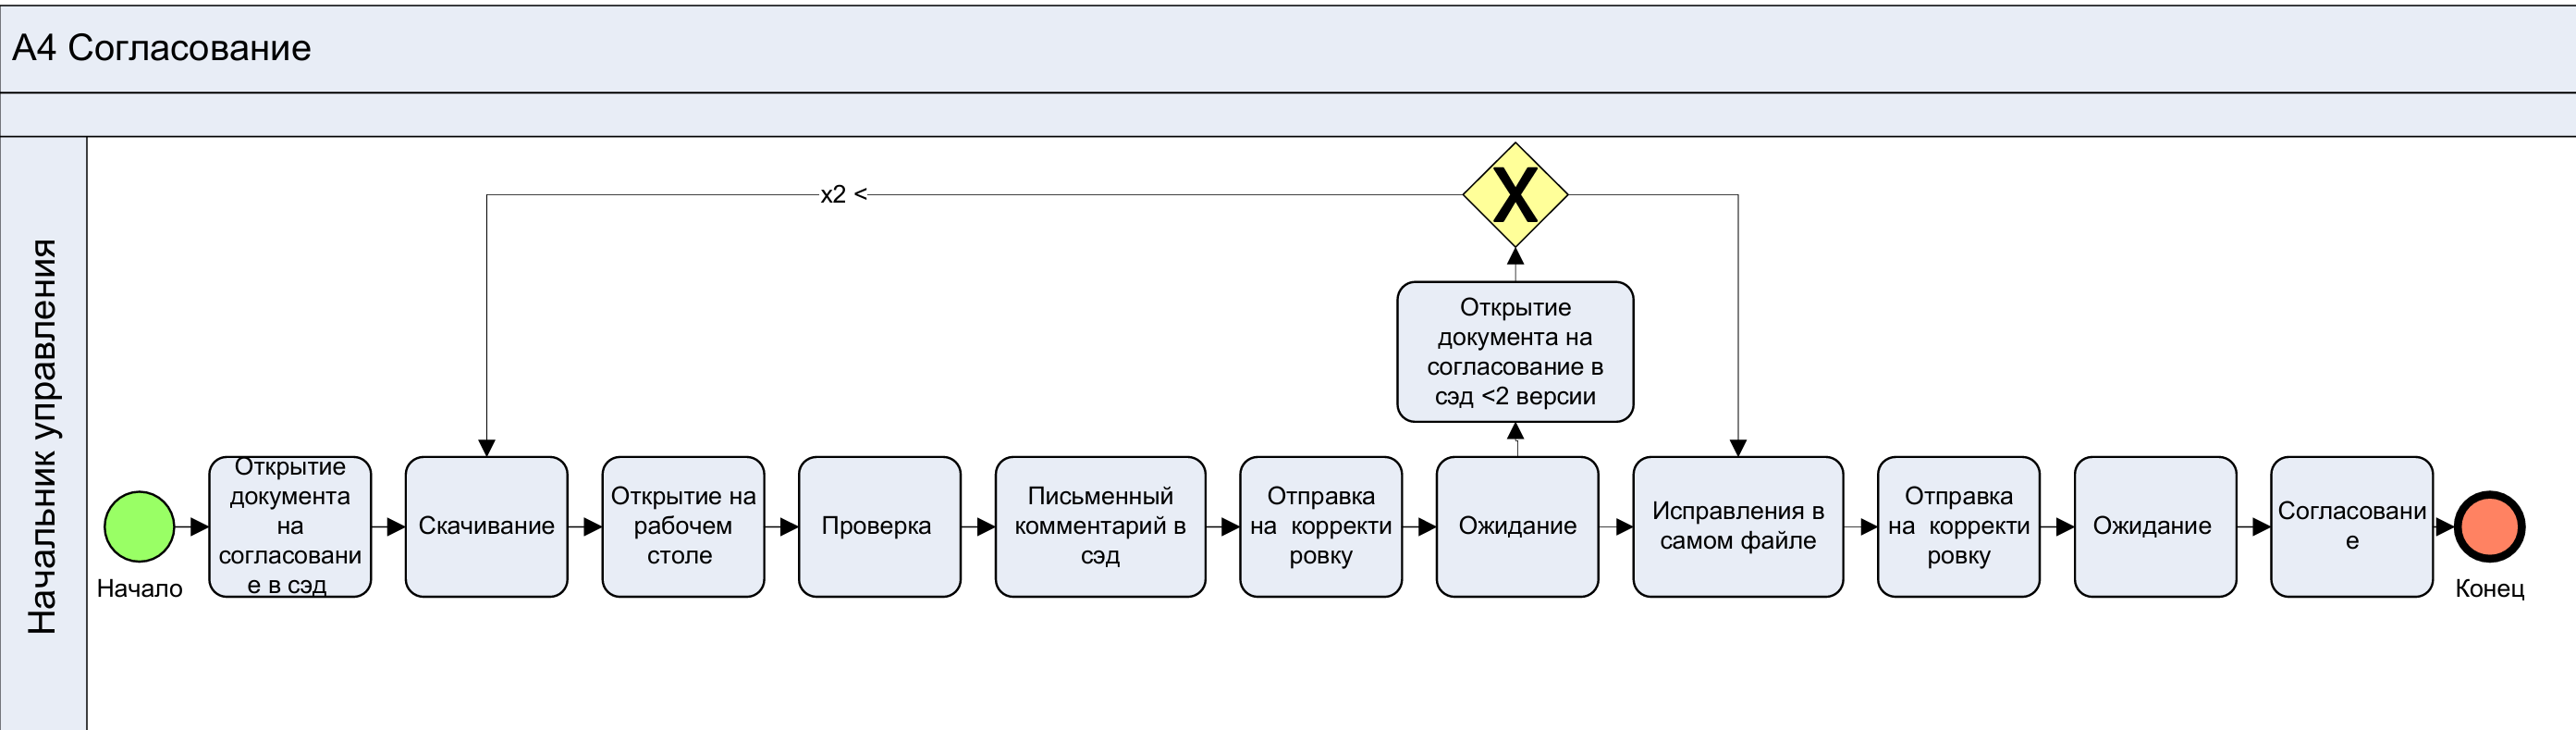 А4 Согласование
Начальник управления
x2 <
X
Открытие
документа на
согласование в
сэд <2 версии
Начало
Открытие
документа
на
согласовани
е в сэд
Скачивание
Открытие на
рабочем
столе
Проверка
Письменный
комментарий в
сэд
Отправка
на корректи
ровку
Ожидание
Исправления в
самом файле
Отправка
на корректи
ровку
Ожидание
Согласовани
е
Конец